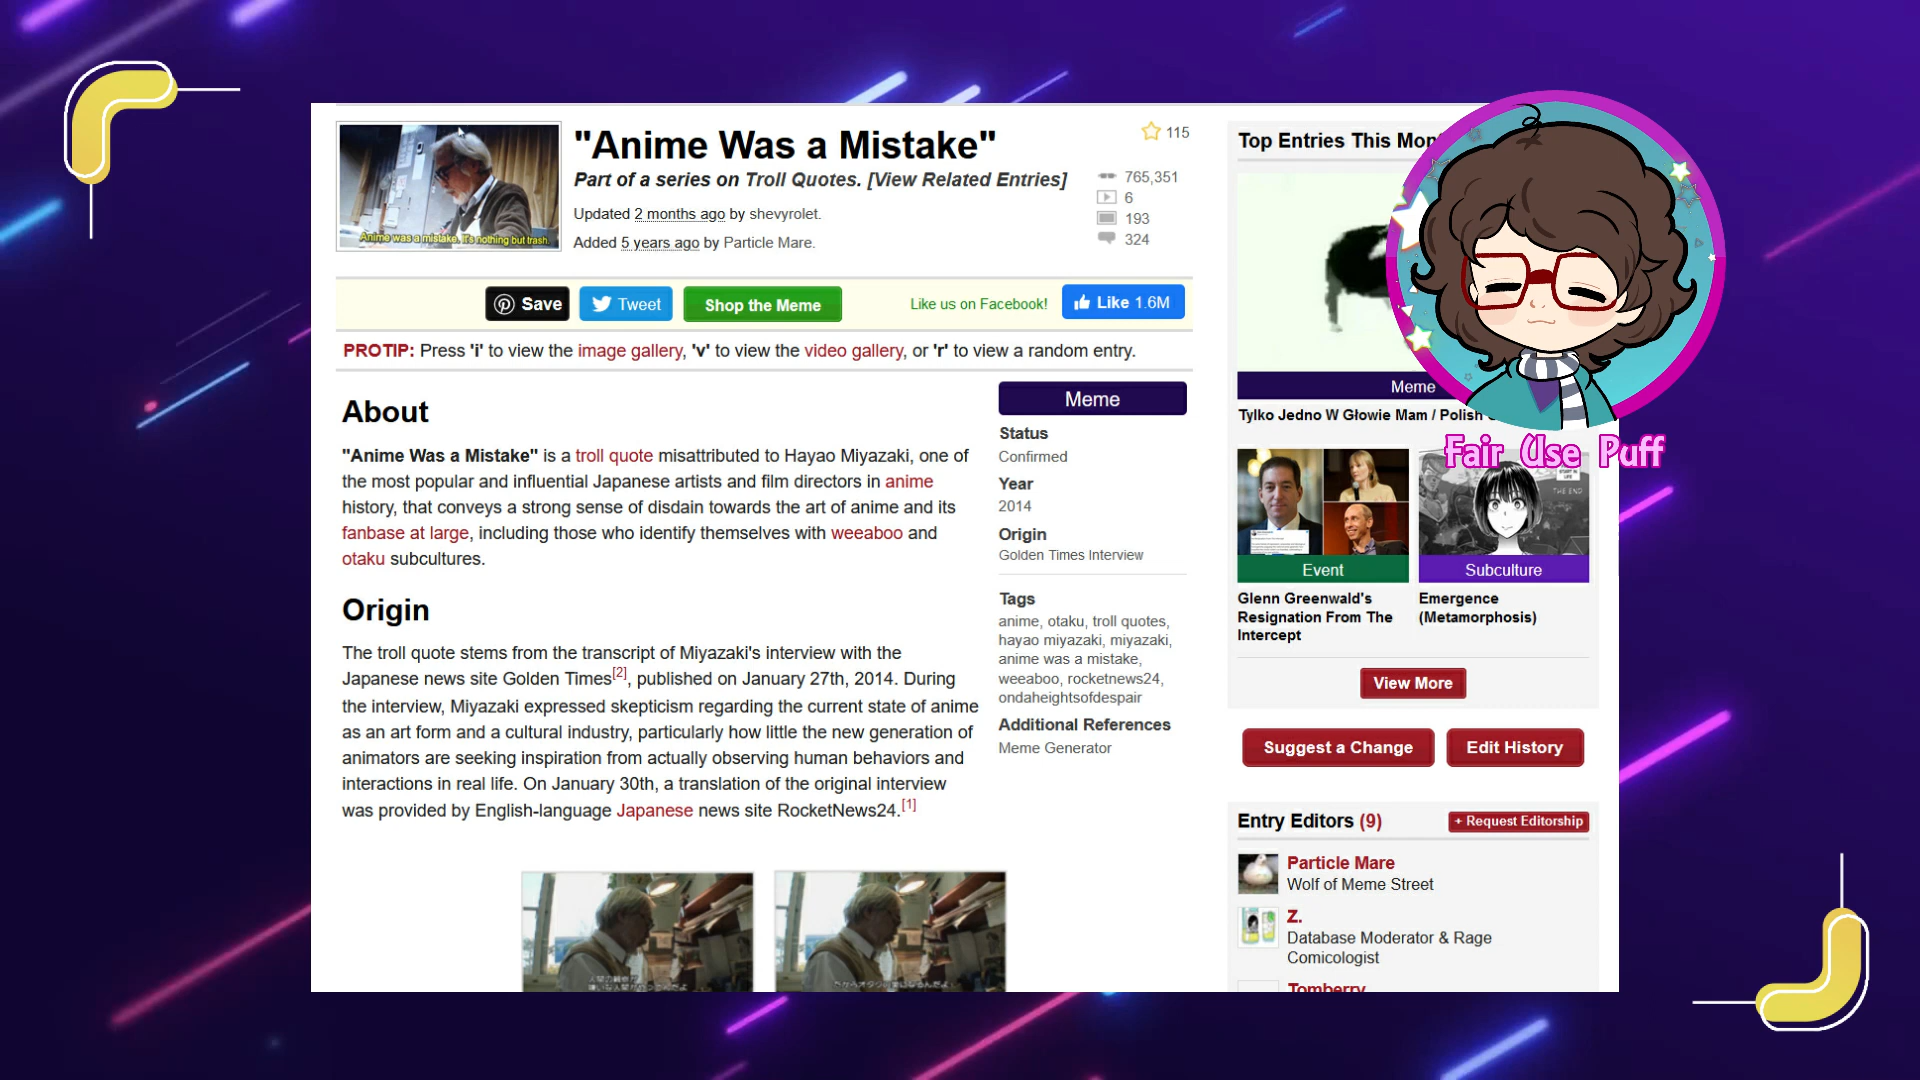 "Anime Was a Mistake"
115
Part of a series on Troll Quotes. [View Related Entries]
765,351
6
193
324
Updated 2 months ago by shevyrolet.
Added 5 years ago by Particle Mare.
Anime was a mistake. It's nothing but trash.
Save
Tweet
Shop the Meme
Like us on Facebook!
Like 1.6M
PROTIP: Press 'i' to view the image gallery, 'v' to view the video gallery, or 'r' to view a random entry.
About
"Anime Was a Mistake" is a troll quote misattributed to Hayao Miyazaki, one of
the most popular and influential Japanese artists and film directors in anime
history, that conveys a strong sense of disdain towards the art of anime and its
fanbase at large, including those who identify themselves with weeaboo and
otaku subcultures.
Origin
The troll quote stems from the transcript of Miyazaki's interview with the
Japanese news site Golden Times[2], published on January 27th, 2014. During
the interview, Miyazaki expressed skepticism regarding the current state of anime
as an art form and a cultural industry, particularly how little the new generation of
animators are seeking inspiration from actually observing human behaviors and
interactions in real life. On January 30th, a translation of the original interview
was provided by English-language Japanese news site RocketNews24.[1]
Meme
Status
Confirmed
Year
2014
Origin
Golden Times Interview
Tags
anime, otaku, troll quotes,
hayao miyazaki, miyazaki,
anime was a mistake,
weeaboo, rocketnews24,
ondaheightsofdespair
Additional References
Meme Generator
Top Entries This Mon
Meme
Tylko Jedno W Głowie Mam / Polish
Fair Use Puff
THE END
Event
Glenn Greenwald's
Resignation From The
Intercept
Subculture
Emergence
(Metamorphosis)
View More
Suggest a Change
Edit History
Entry Editors (9)
+ Request Editorship
Particle Mare
Wolf of Meme Street
Z.
Database Moderator & Rage
Comicologist
Tomberry